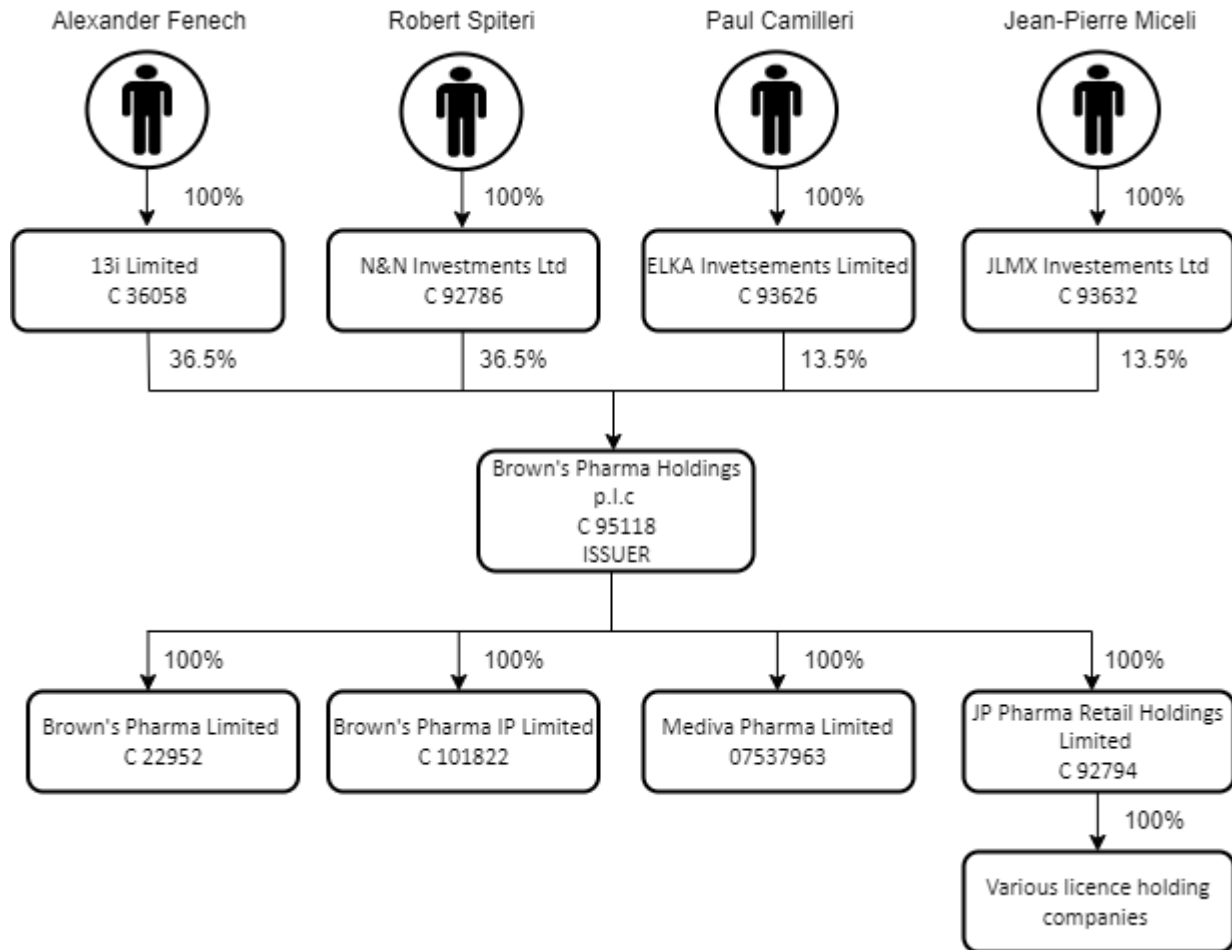 Alexander Fenech
Robert Spiteri
Paul Camilleri
Jean-Pierre Miceli
100%
100%
100%
100%
13i Limited
C 36058
N&N Investments Ltd
C 92786
ELKA Invetsements Limited
C 93626
JLMX Investements Ltd
C 93632
36.5%
36.5%
13.5%
13.5%
Brown's Pharma Holdings
p.l.c
C 95118
ISSUER
100%
100%
100%
100%
Brown's Pharma Limited
C 22952
Brown's Pharma IP Limited
C 101822
Mediva Pharma Limited
07537963
JP Pharma Retail Holdings
Limited
C 92794
100%
Various licence holding
companies